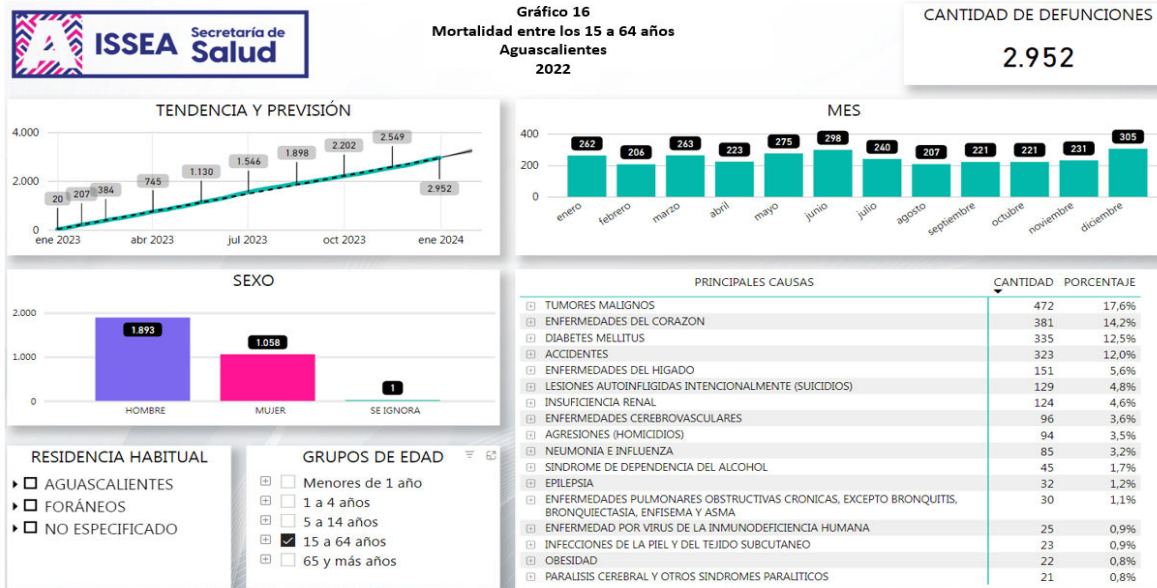 ISSEA Secretaría de Salud
Gráfico 16
Mortalidad entre los 15 a 64 años
Aguascalientes
2022
CANTIDAD DE DEFUNCIONES
2.952
TENDENCIA Y PREVISIÓN
4.000
2.000
0
20
207
384
745
1.130
1.546
1.898
2.202
2.549
2.952
ene 2023
abr 2023
jul 2023
oct 2023
ene 2024
MES
400
200
0
262
206
263
223
275
298
240
207
221
221
231
305
enero
febrero
marzo
abril
mayo
junio
julio
agosto
septiembre
octubre
noviembre
diciembre
SEXO
2.000
1.000
0
1.893
1.058
1
HOMBRE
MUJER
SE IGNORA
RESIDENCIA HABITUAL
AGUASCALIENTES
FORÁNEOS
NO ESPECIFICADO
GRUPOS DE EDAD
Menores de 1 año
1 a 4 años
5 a 14 años
15 a 64 años
65 y más años
PRINCIPALES CAUSAS CANTIDAD PORCENTAJE
TUMORES MALIGNOS 472 17,6%
ENFERMEDADES DEL CORAZON 381 14,2%
DIABETES MELLITUS 335 12,5%
ACCIDENTES 323 12,0%
ENFERMEDADES DEL HIGADO 151 5,6%
LESIONES AUTOINFLIGIDAS INTENCIONALMENTE (SUICIDIOS) 129 4,8%
INSUFICIENCIA RENAL 124 4,6%
ENFERMEDADES CEREBROVASCULARES 96 3,6%
AGRESIONES (HOMICIDIOS) 94 3,5%
NEUMONIA E INFLUENZA 85 3,2%
SINDROME DE DEPENDENCIA DEL ALCOHOL 45 1,7%
EPILEPSIA 32 1,2%
ENFERMEDADES PULMONARES OBSTRUCTIVAS CRONICAS, EXCEPTO BRONQUITIS, 30 1,1%
BRONQUIECTASIA, ENFISEMA Y ASMA
ENFERMEDAD POR VIRUS DE LA INMUNODEFICIENCIA HUMANA 25 0,9%
INFECCIONES DE LA PIEL Y DEL TEJIDO SUBCUTANEO 23 0,9%
OBESIDAD 22 0,8%
PARALISIS CEREBRAL Y OTROS SINDROMES PARALITICOS 21 0,8%